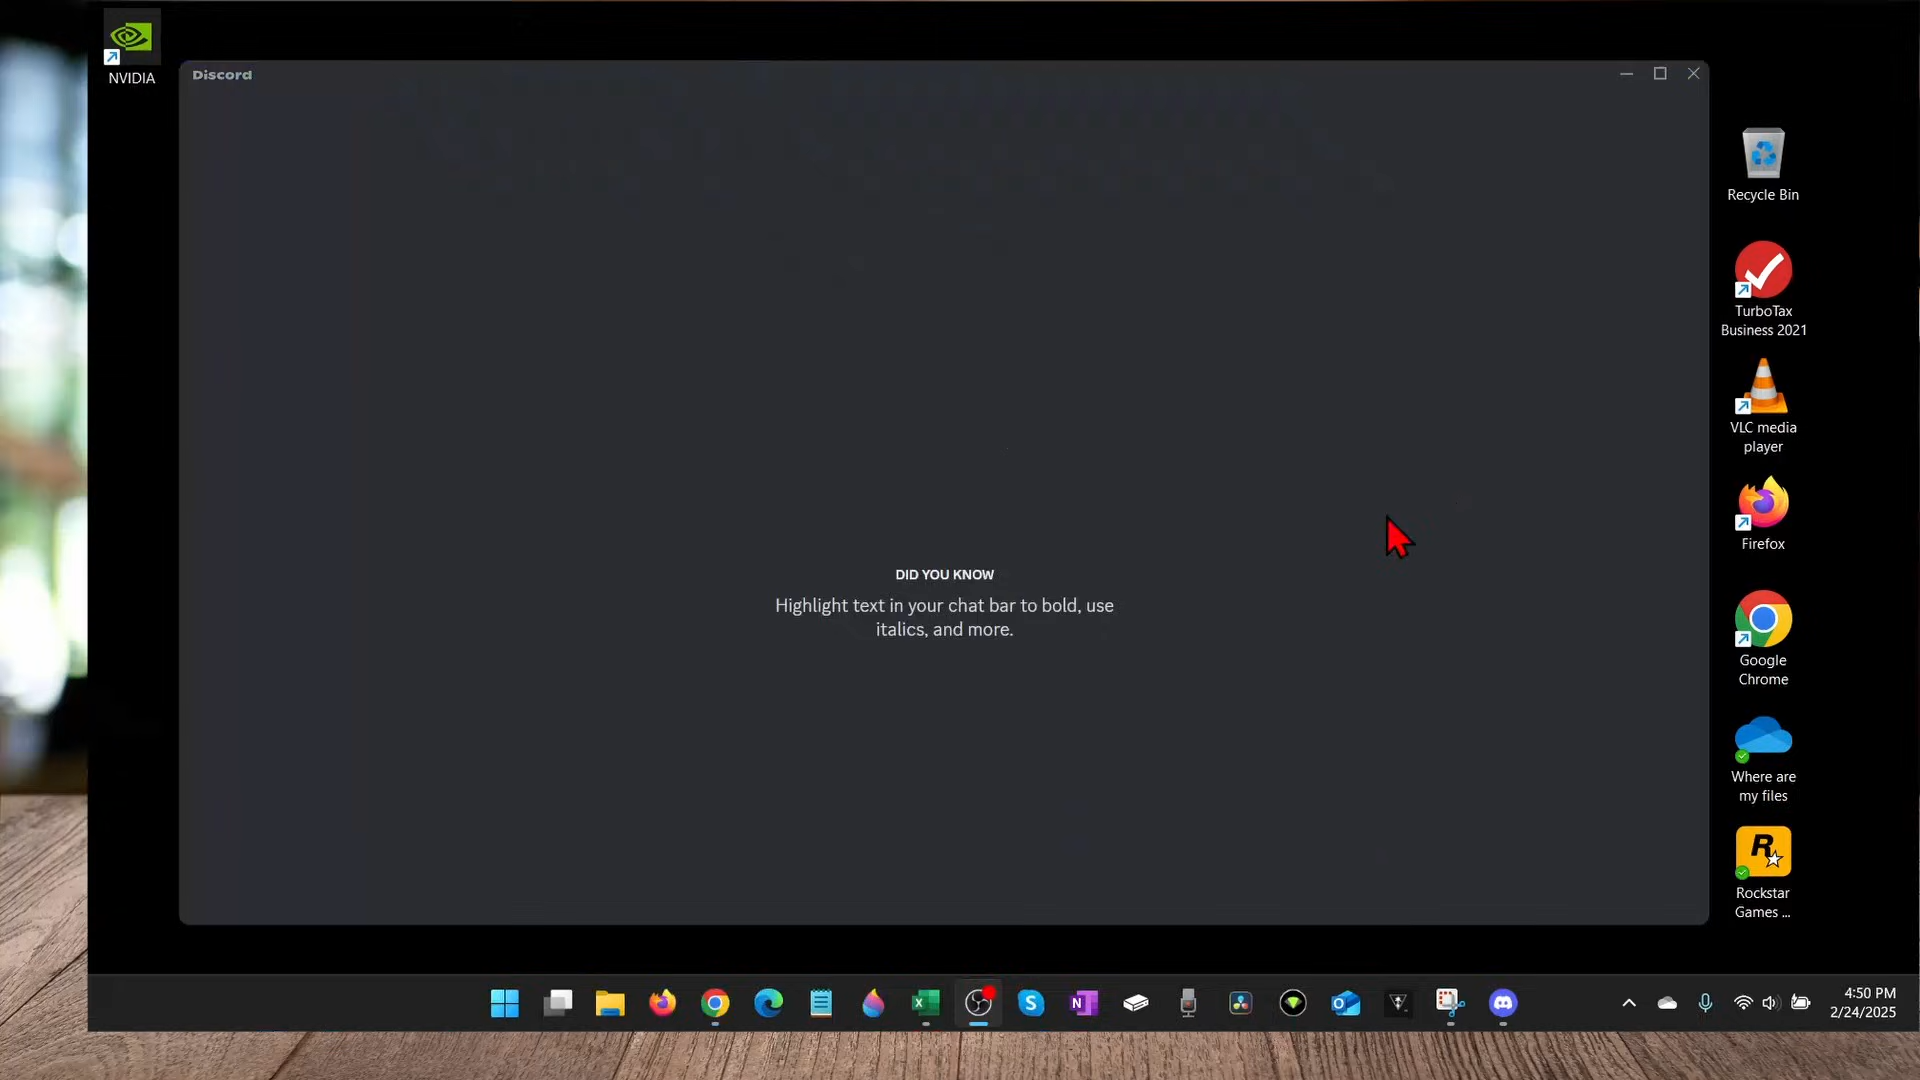 NVIDIA
Discord
Recycle Bin
TurboTax
Business 2021
VLC media
player
DID YOU KNOW
Highlight text in your chat bar to bold, use
italics, and more.
Firefox
Google
Chrome
Where are
my files
Rockstar
Games ...
4:50 PM
2/24/2025